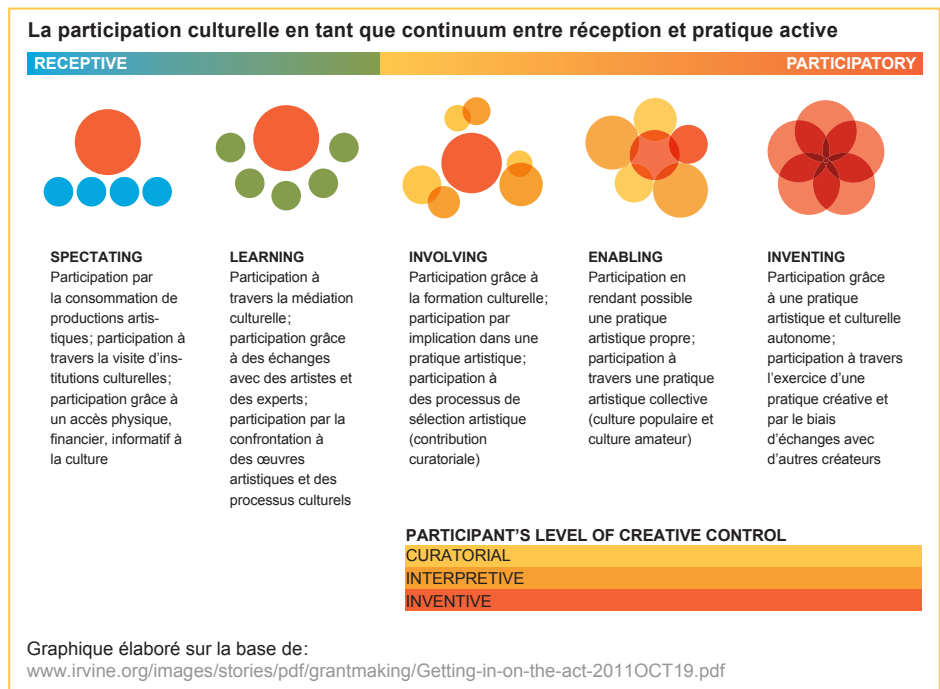 La participation culturelle en tant que continuum entre réception et pratique active
RECEPTIVE
PARTICIPATORY
SPECTATING
Participation par
la consommation de
productions artis-
tiques; participation à
travers la visite d'ins-
titutions culturelles;
participation grâce à
un accès physique,
financier, informatif à
la culture
LEARNING
Participation à
travers la médiation
culturelle;
participation grâce
à des échanges
avec des artistes et
des experts;
participation par la
confrontation à
des œuvres
artistiques et des
processus culturels
INVOLVING
Participation grâce à
la formation culturelle;
participation par
implication dans une
pratique artistique;
participation à
des processus de
sélection artistique
(contribution
curatoriale)
ENABLING
Participation en
rendant possible
une pratique
artistique propre;
participation à
travers une pratique
artistique collective
(culture populaire et
culture amateur)
INVENTING
Participation grâce
à une pratique
artistique et culturelle
autonome;
participation à travers
l'exercice d'une
pratique créative et
par le biais
d'échanges avec
d'autres créateurs
PARTICIPANT'S LEVEL OF CREATIVE CONTROL
CURATORIAL
INTERPRETIVE
INVENTIVE
Graphique élaboré sur la base de:
www.irvine.org/images/stories/pdf/grantmaking/Getting-in-on-the-act-2011OCT19.pdf